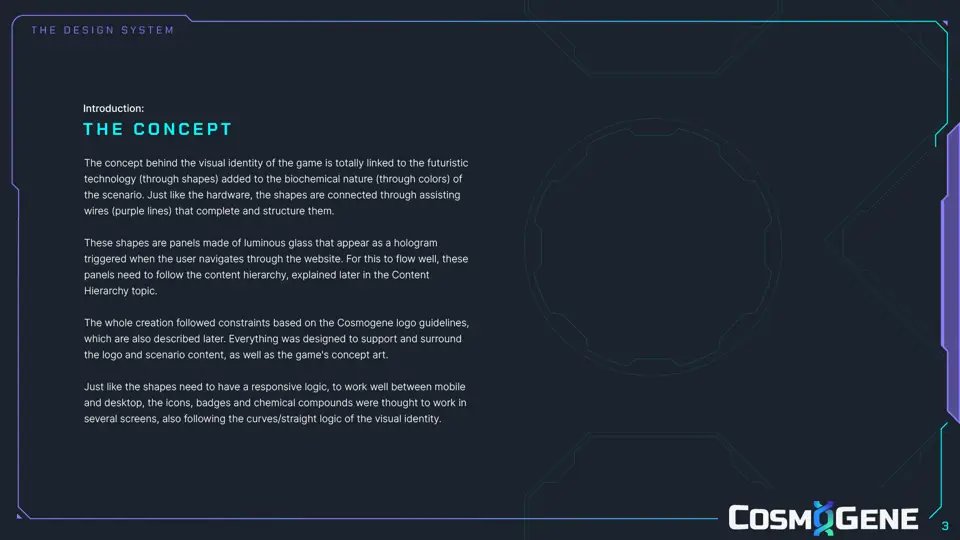 THE DESIGN SYSTEM
Introduction:
THE CONCEPT
The concept behind the visual identity of the game is totally linked to the futuristic
technology (through shapes) added to the biochemical nature (through colors) of
the scenario. Just like the hardware, the shapes are connected through assisting
wires (purple lines) that complete and structure them.
These shapes are panels made of luminous glass that appear as a hologram
triggered when the user navigates through the website. For this to flow well, these
panels need to follow the content hierarchy, explained later in the Content
Hierarchy topic.
The whole creation followed constraints based on the Cosmogene logo guidelines,
which are also described later. Everything was designed to support and surround
the logo and scenario content, as well as the game's concept art.
Just like the shapes need to have a responsive logic, to work well between mobile
and desktop, the icons, badges and chemical compounds were thought to work in
several screens, also following the curves/straight logic of the visual identity.
COSMOGENE
3